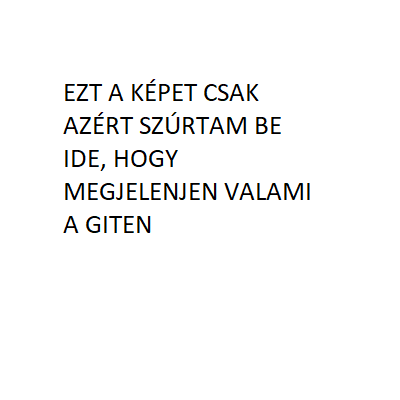 EZT A KÉPET CSAK
AZÉRT SZÚRTAM BE
IDE, HOGY
MEGJELENJEN VALAMI
A GITEN